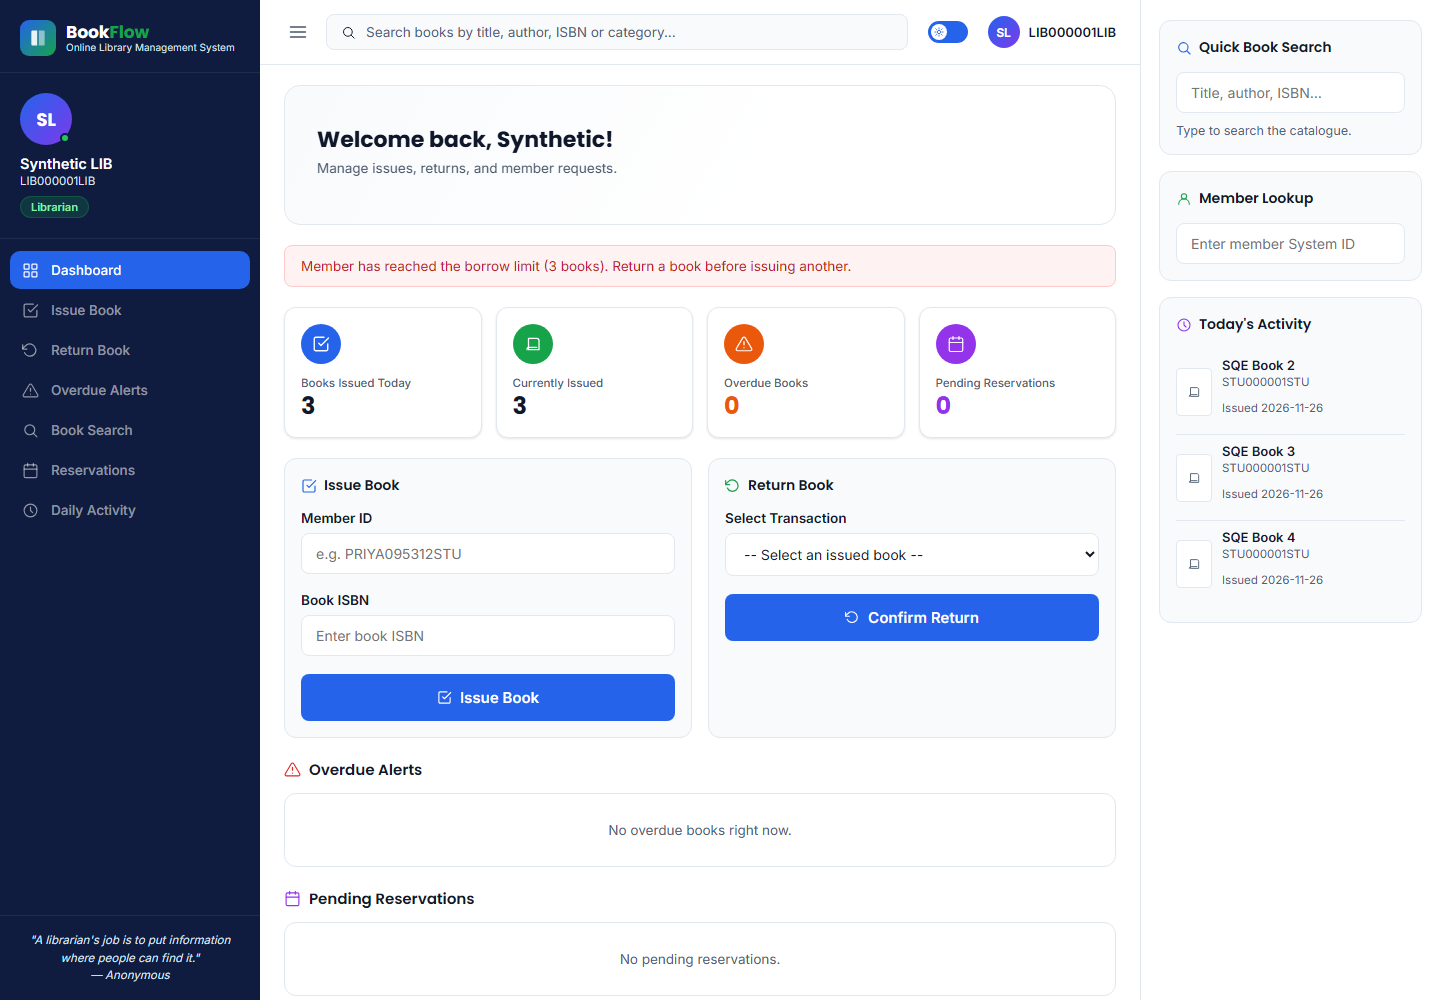 BookFlow
Online Library Management System
SL
Synthetic LIB
LIB000001LIB
Librarian
Dashboard
Issue Book
Return Book
Overdue Alerts
Book Search
Reservations
Daily Activity
"A librarian's job is to put information
where people can find it."
— Anonymous
Search books by title, author, ISBN or category...
SL
LIB000001LIB
Welcome back, Synthetic!
Manage issues, returns, and member requests.
Member has reached the borrow limit (3 books). Return a book before issuing another.
Books Issued Today
3
Currently Issued
3
Overdue Books
0
Pending Reservations
0
Issue Book
Member ID
e.g. PRIYA095312STU
Book ISBN
Enter book ISBN
Issue Book
Return Book
Select Transaction
-- Select an issued book --
Confirm Return
Overdue Alerts
No overdue books right now.
Pending Reservations
No pending reservations.
Quick Book Search
Title, author, ISBN...
Type to search the catalogue.
Member Lookup
Enter member System ID
Today's Activity
SQE Book 2
STU000001STU
Issued 2026-11-26
SQE Book 3
STU000001STU
Issued 2026-11-26
SQE Book 4
STU000001STU
Issued 2026-11-26